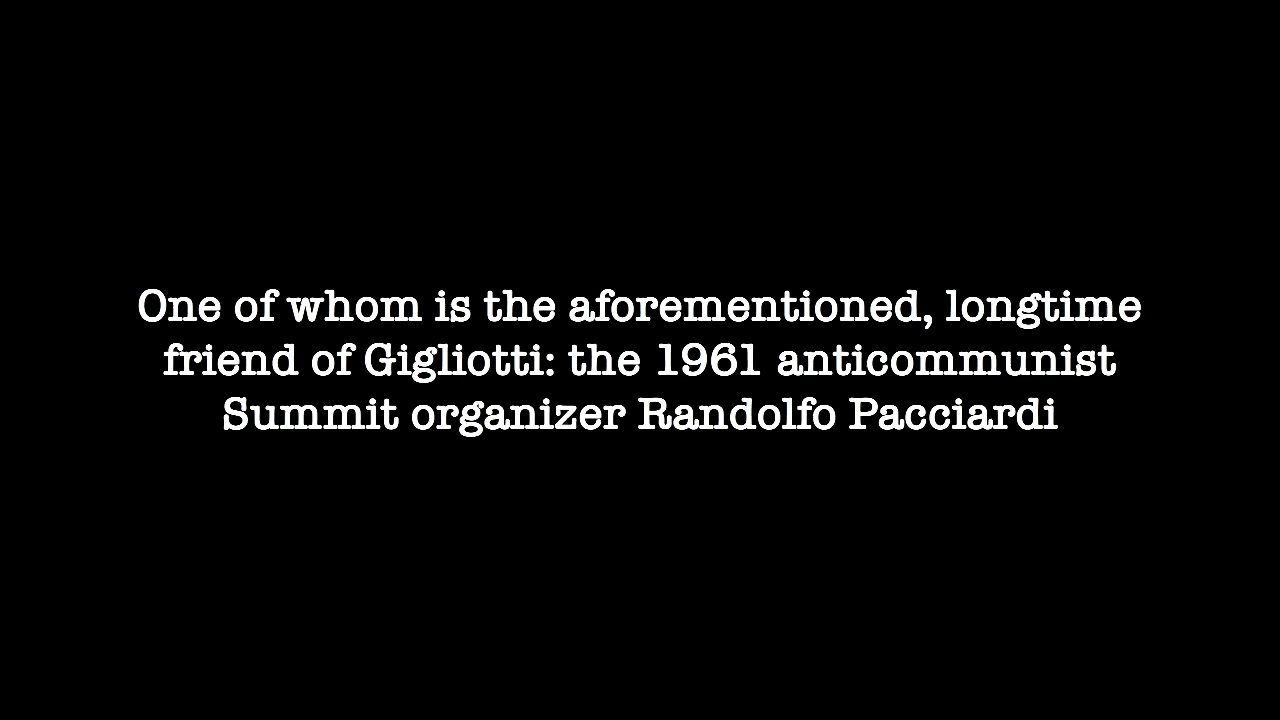 One of whom is the aforementioned, longtime
friend of Gigliotti: the 1961 anticommunist
Summit organizer Randolfo Pacciardi